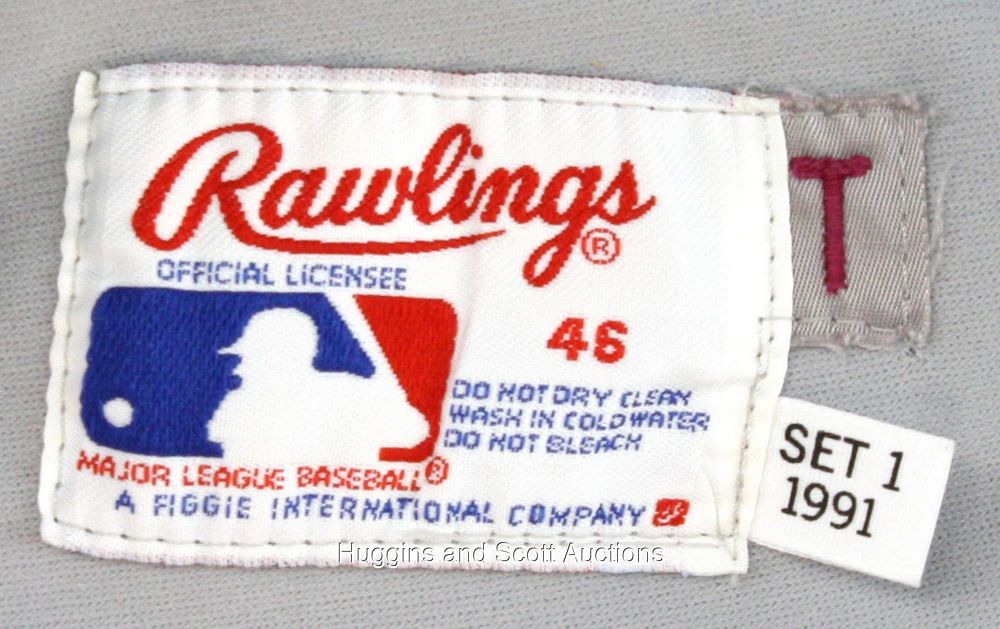 Rawlings®
OFFICIAL LICENSEE
46
DO NOT DRY CLEAN
WASH IN COLD WATER
DO NOT BLEACH
MAJOR LEAGUE BASEBALL®
A FIGGIE INTERNATIONAL COMPANY
T
SET 1
1991
Huggins and Scott Auctions